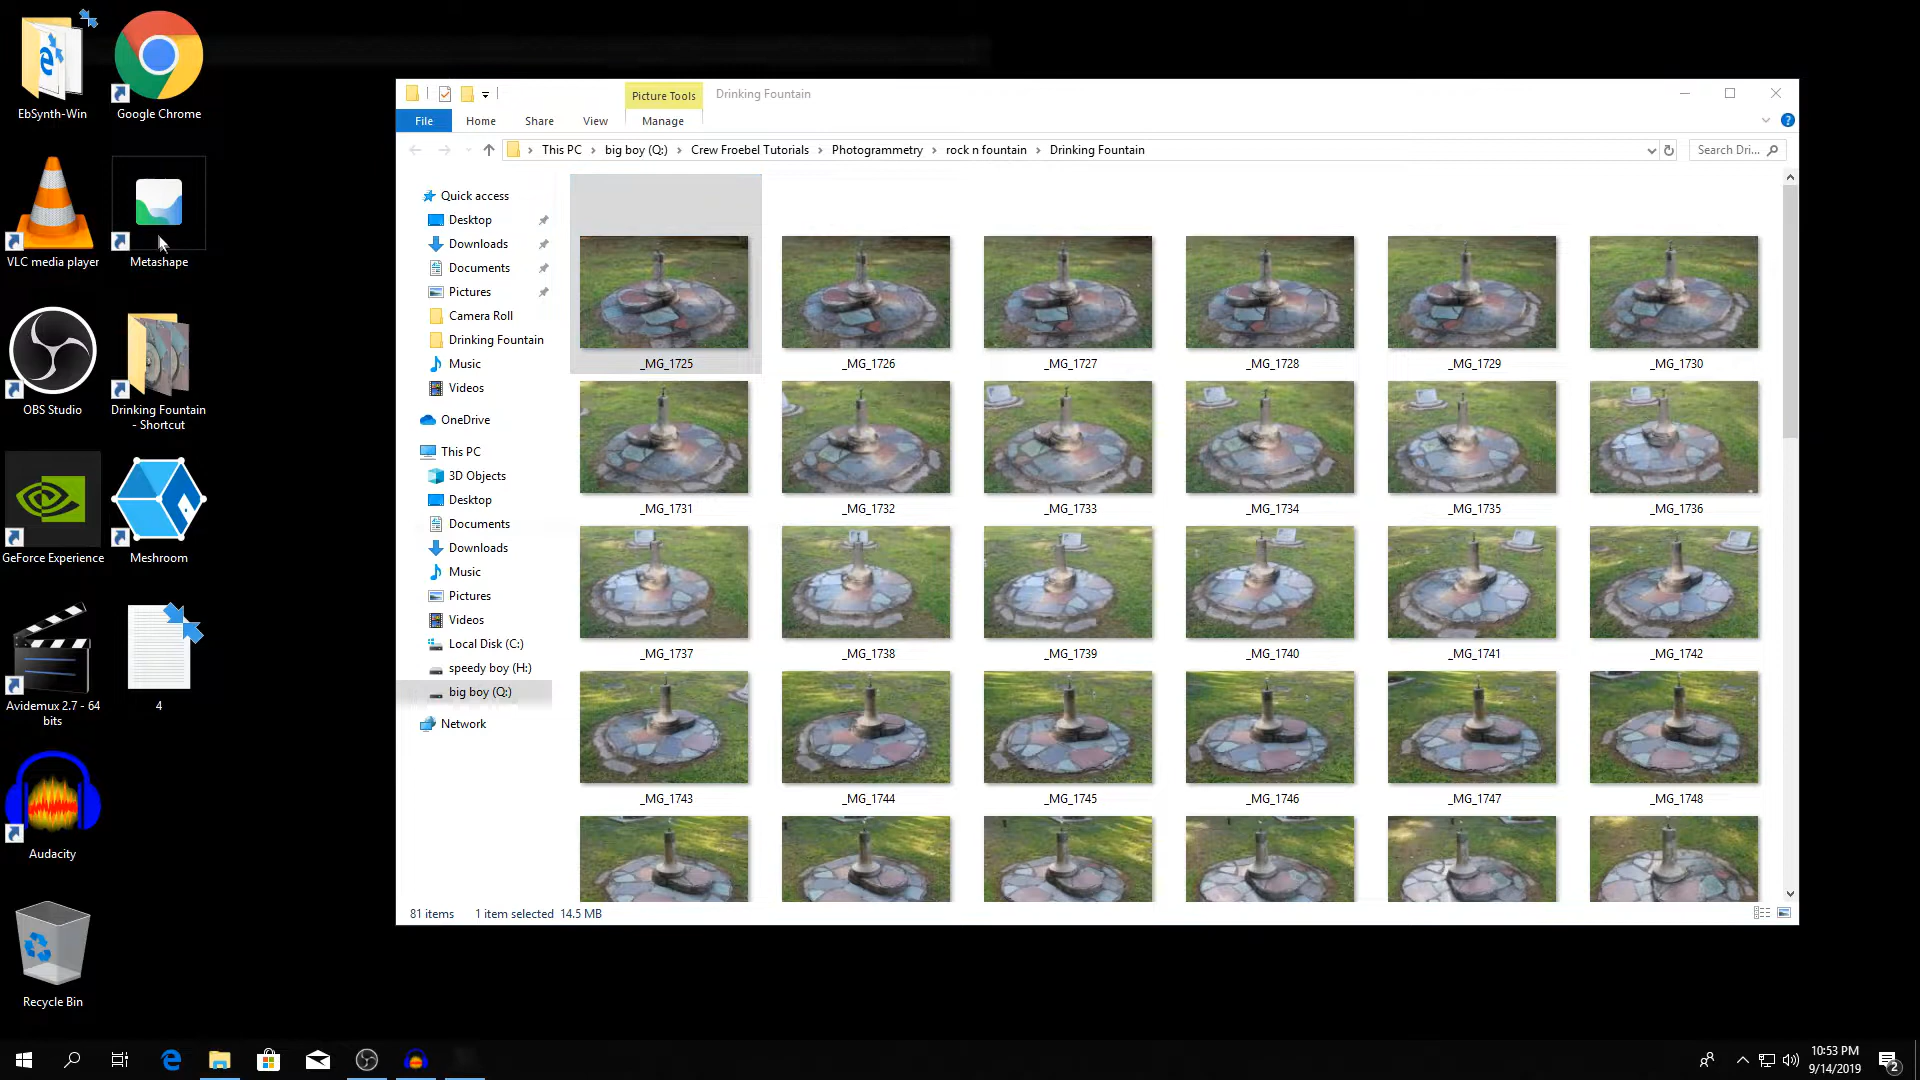 EbSynth-Win
Google Chrome
VLC media player
Metashape
OBS Studio
Drinking Fountain
- Shortcut
GeForce Experience
Meshroom
Avidemux 2.7 - 64
bits
4
Audacity
Recycle Bin
Picture Tools
Drinking Fountain
File
Home
Share
View
Manage
This PC
big boy (Q:)
Crew Froebel Tutorials
Photogrammetry
rock n fountain
Drinking Fountain
Search Dri...
Quick access
Desktop
Downloads
Documents
Pictures
Camera Roll
Drinking Fountain
Music
Videos
OneDrive
This PC
3D Objects
Desktop
Documents
Downloads
Music
Pictures
Videos
Local Disk (C:)
speedy boy (H:)
big boy (Q:)
Network
_MG_1725
_MG_1726
_MG_1727
_MG_1728
_MG_1729
_MG_1730
_MG_1731
_MG_1732
_MG_1733
_MG_1734
_MG_1735
_MG_1736
_MG_1737
_MG_1738
_MG_1739
_MG_1740
_MG_1741
_MG_1742
_MG_1743
_MG_1744
_MG_1745
_MG_1746
_MG_1747
_MG_1748
81 items
1 item selected 14.5 MB
10:53 PM
9/14/2019
2